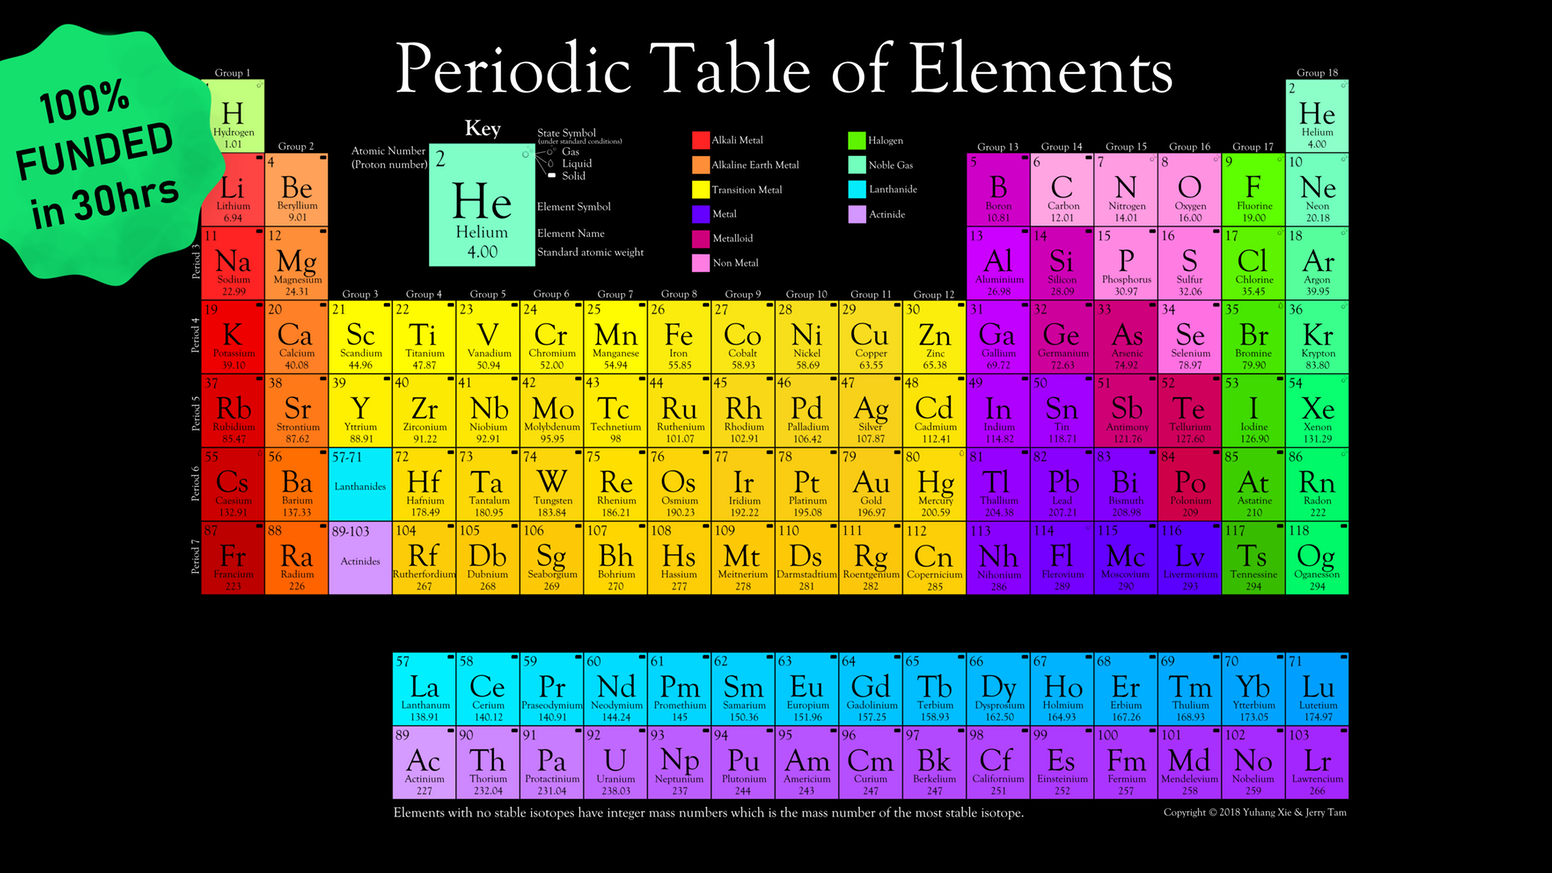 100%
FUNDED
in 30hrs
Periodic Table of Elements
Key
Atomic Number
(Proton number)
2
He
Helium
4.00
State Symbol
(under standard conditions)
Gas
Liquid
Solid
Element Symbol
Element Name
Standard atomic weight
Alkali Metal
Alkaline Earth Metal
Transition Metal
Metal
Metalloid
Non Metal
Halogen
Noble Gas
Lanthanide
Actinide
Group 1 Group 18
H 2 He
Hydrogen Helium
1.01 4.00
Group 2 Group 13 Group 14 Group 15 Group 16 Group 17
4 5 6 7 8 9 10
Li Be B C N O F Ne
Lithium Beryllium Boron Carbon Nitrogen Oxygen Fluorine Neon
6.94 9.01 10.81 12.01 14.01 16.00 19.00 20.18
Period 3
11 12 13 14 15 16 17 18
Na Mg Al Si P S Cl Ar
Sodium Magnesium Aluminium Silicon Phosphorus Sulfur Chlorine Argon
22.99 24.31 26.98 28.09 30.97 32.06 35.45 39.95
Group 3 Group 4 Group 5 Group 6 Group 7 Group 8 Group 9 Group 10 Group 11 Group 12
Period 4
19 20 21 22 23 24 25 26 27 28 29 30 31 32 33 34 35 36
K Ca Sc Ti V Cr Mn Fe Co Ni Cu Zn Ga Ge As Se Br Kr
Potassium Calcium Scandium Titanium Vanadium Chromium Manganese Iron Cobalt Nickel Copper Zinc Gallium Germanium Arsenic Selenium Bromine Krypton
39.10 40.08 44.96 47.87 50.94 52.00 54.94 55.85 58.93 58.69 63.55 65.38 69.72 72.63 74.92 78.97 79.90 83.80
Period 5
37 38 39 40 41 42 43 44 45 46 47 48 49 50 51 52 53 54
Rb Sr Y Zr Nb Mo Tc Ru Rh Pd Ag Cd In Sn Sb Te I Xe
Rubidium Strontium Yttrium Zirconium Niobium Molybdenum Technetium Ruthenium Rhodium Palladium Silver Cadmium Indium Tin Antimony Tellurium Iodine Xenon
85.47 87.62 88.91 91.22 92.91 95.95 98 101.07 102.91 106.42 107.87 112.41 114.82 118.71 121.76 127.60 126.90 131.29
Period 6
55 56 57-71 72 73 74 75 76 77 78 79 80 81 82 83 84 85 86
Cs Ba Lanthanides Hf Ta W Re Os Ir Pt Au Hg Tl Pb Bi Po At Rn
Caesium Barium Hafnium Tantalum Tungsten Rhenium Osmium Iridium Platinum Gold Mercury Thallium Lead Bismuth Polonium Astatine Radon
132.91 137.33 178.49 180.95 183.84 186.21 190.23 192.22 195.08 196.97 200.59 204.38 207.21 208.98 209 210 222
Period 7
87 88 89-103 104 105 106 107 108 109 110 111 112 113 114 115 116 117 118
Fr Ra Actinides Rf Db Sg Bh Hs Mt Ds Rg Cn Nh Fl Mc Lv Ts Og
Francium Radium Rutherfordium Dubnium Seaborgium Bohrium Hassium Meitnerium Darmstadtium Roentgenium Copernicium Nihonium Flerovium Moscovium Livermorium Tennessine Oganesson
223 226 267 268 269 270 277 278 281 282 285 286 289 290 293 294 294
57 58 59 60 61 62 63 64 65 66 67 68 69 70 71
La Ce Pr Nd Pm Sm Eu Gd Tb Dy Ho Er Tm Yb Lu
Lanthanum Cerium Praseodymium Neodymium Promethium Samarium Europium Gadolinium Terbium Dysprosium Holmium Erbium Thulium Ytterbium Lutetium
138.91 140.12 140.91 144.24 145 150.36 151.96 157.25 158.93 162.50 164.93 167.26 168.93 173.05 174.97
89 90 91 92 93 94 95 96 97 98 99 100 101 102 103
Ac Th Pa U Np Pu Am Cm Bk Cf Es Fm Md No Lr
Actinium Thorium Protactinium Uranium Neptunium Plutonium Americium Curium Berkelium Californium Einsteinium Fermium Mendelevium Nobelium Lawrencium
227 232.04 231.04 238.03 237 244 243 247 247 251 252 257 258 259 266
Elements with no stable isotopes have integer mass numbers which is the mass number of the most stable isotope.
Copyright © 2018 Yuhang Xie & Jerry Tam